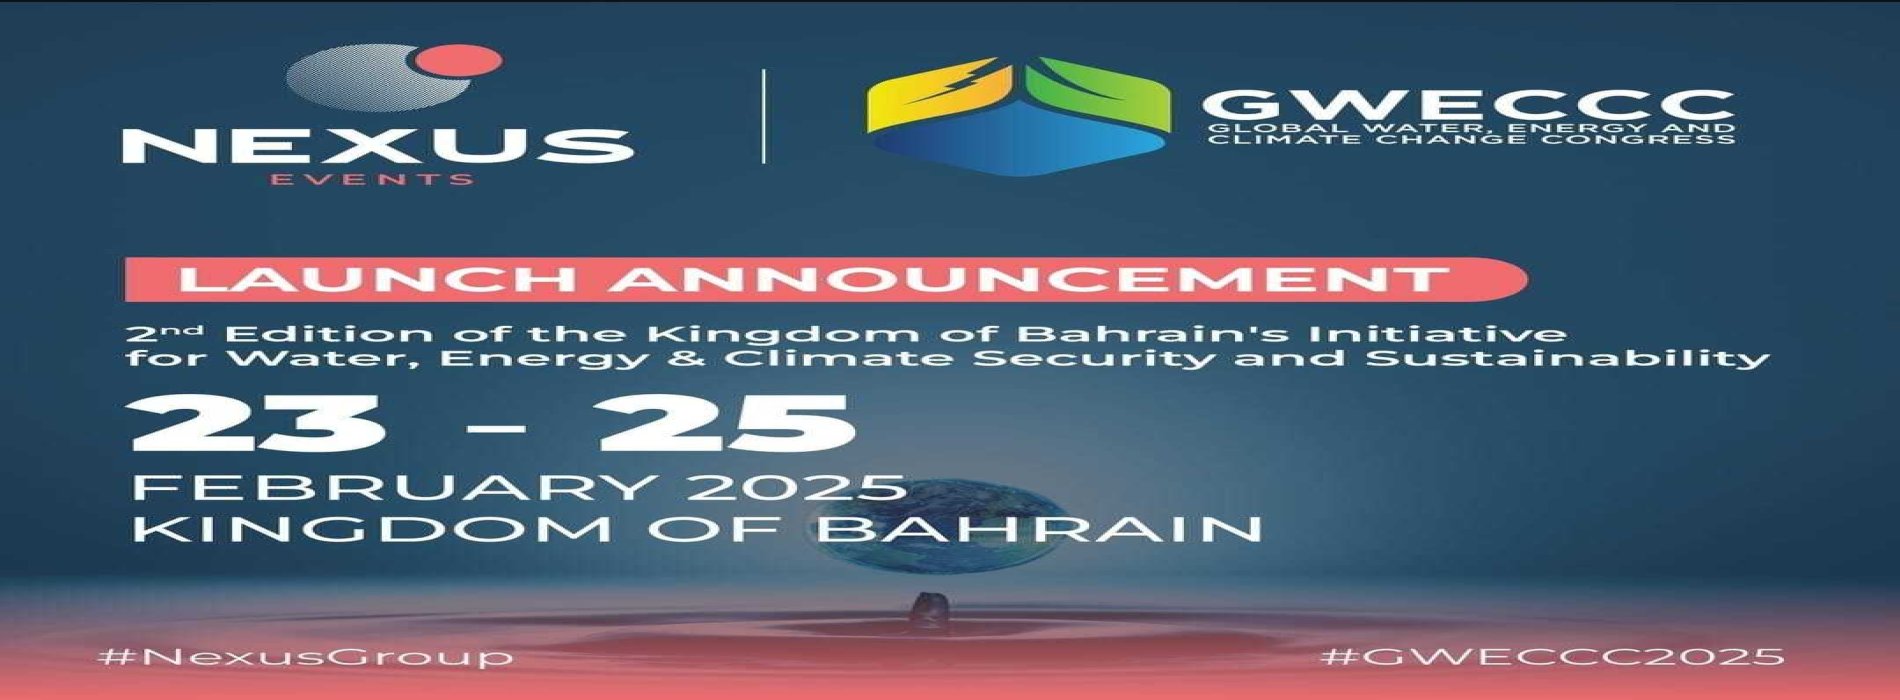 NEXUS
EVENTS
GWECCC
GLOBAL WATER, ENERGY AND
CLIMATE CHANGE CONGRESS
LAUNCH ANNOUNCEMENT
2nd Edition of the Kingdom of Bahrain's Initiative
for Water, Energy & Climate Security and Sustainability
23 - 25
FEBRUARY 2025
KINGDOM OF BAHRAIN
#NexusGroup
#GWECCC2025